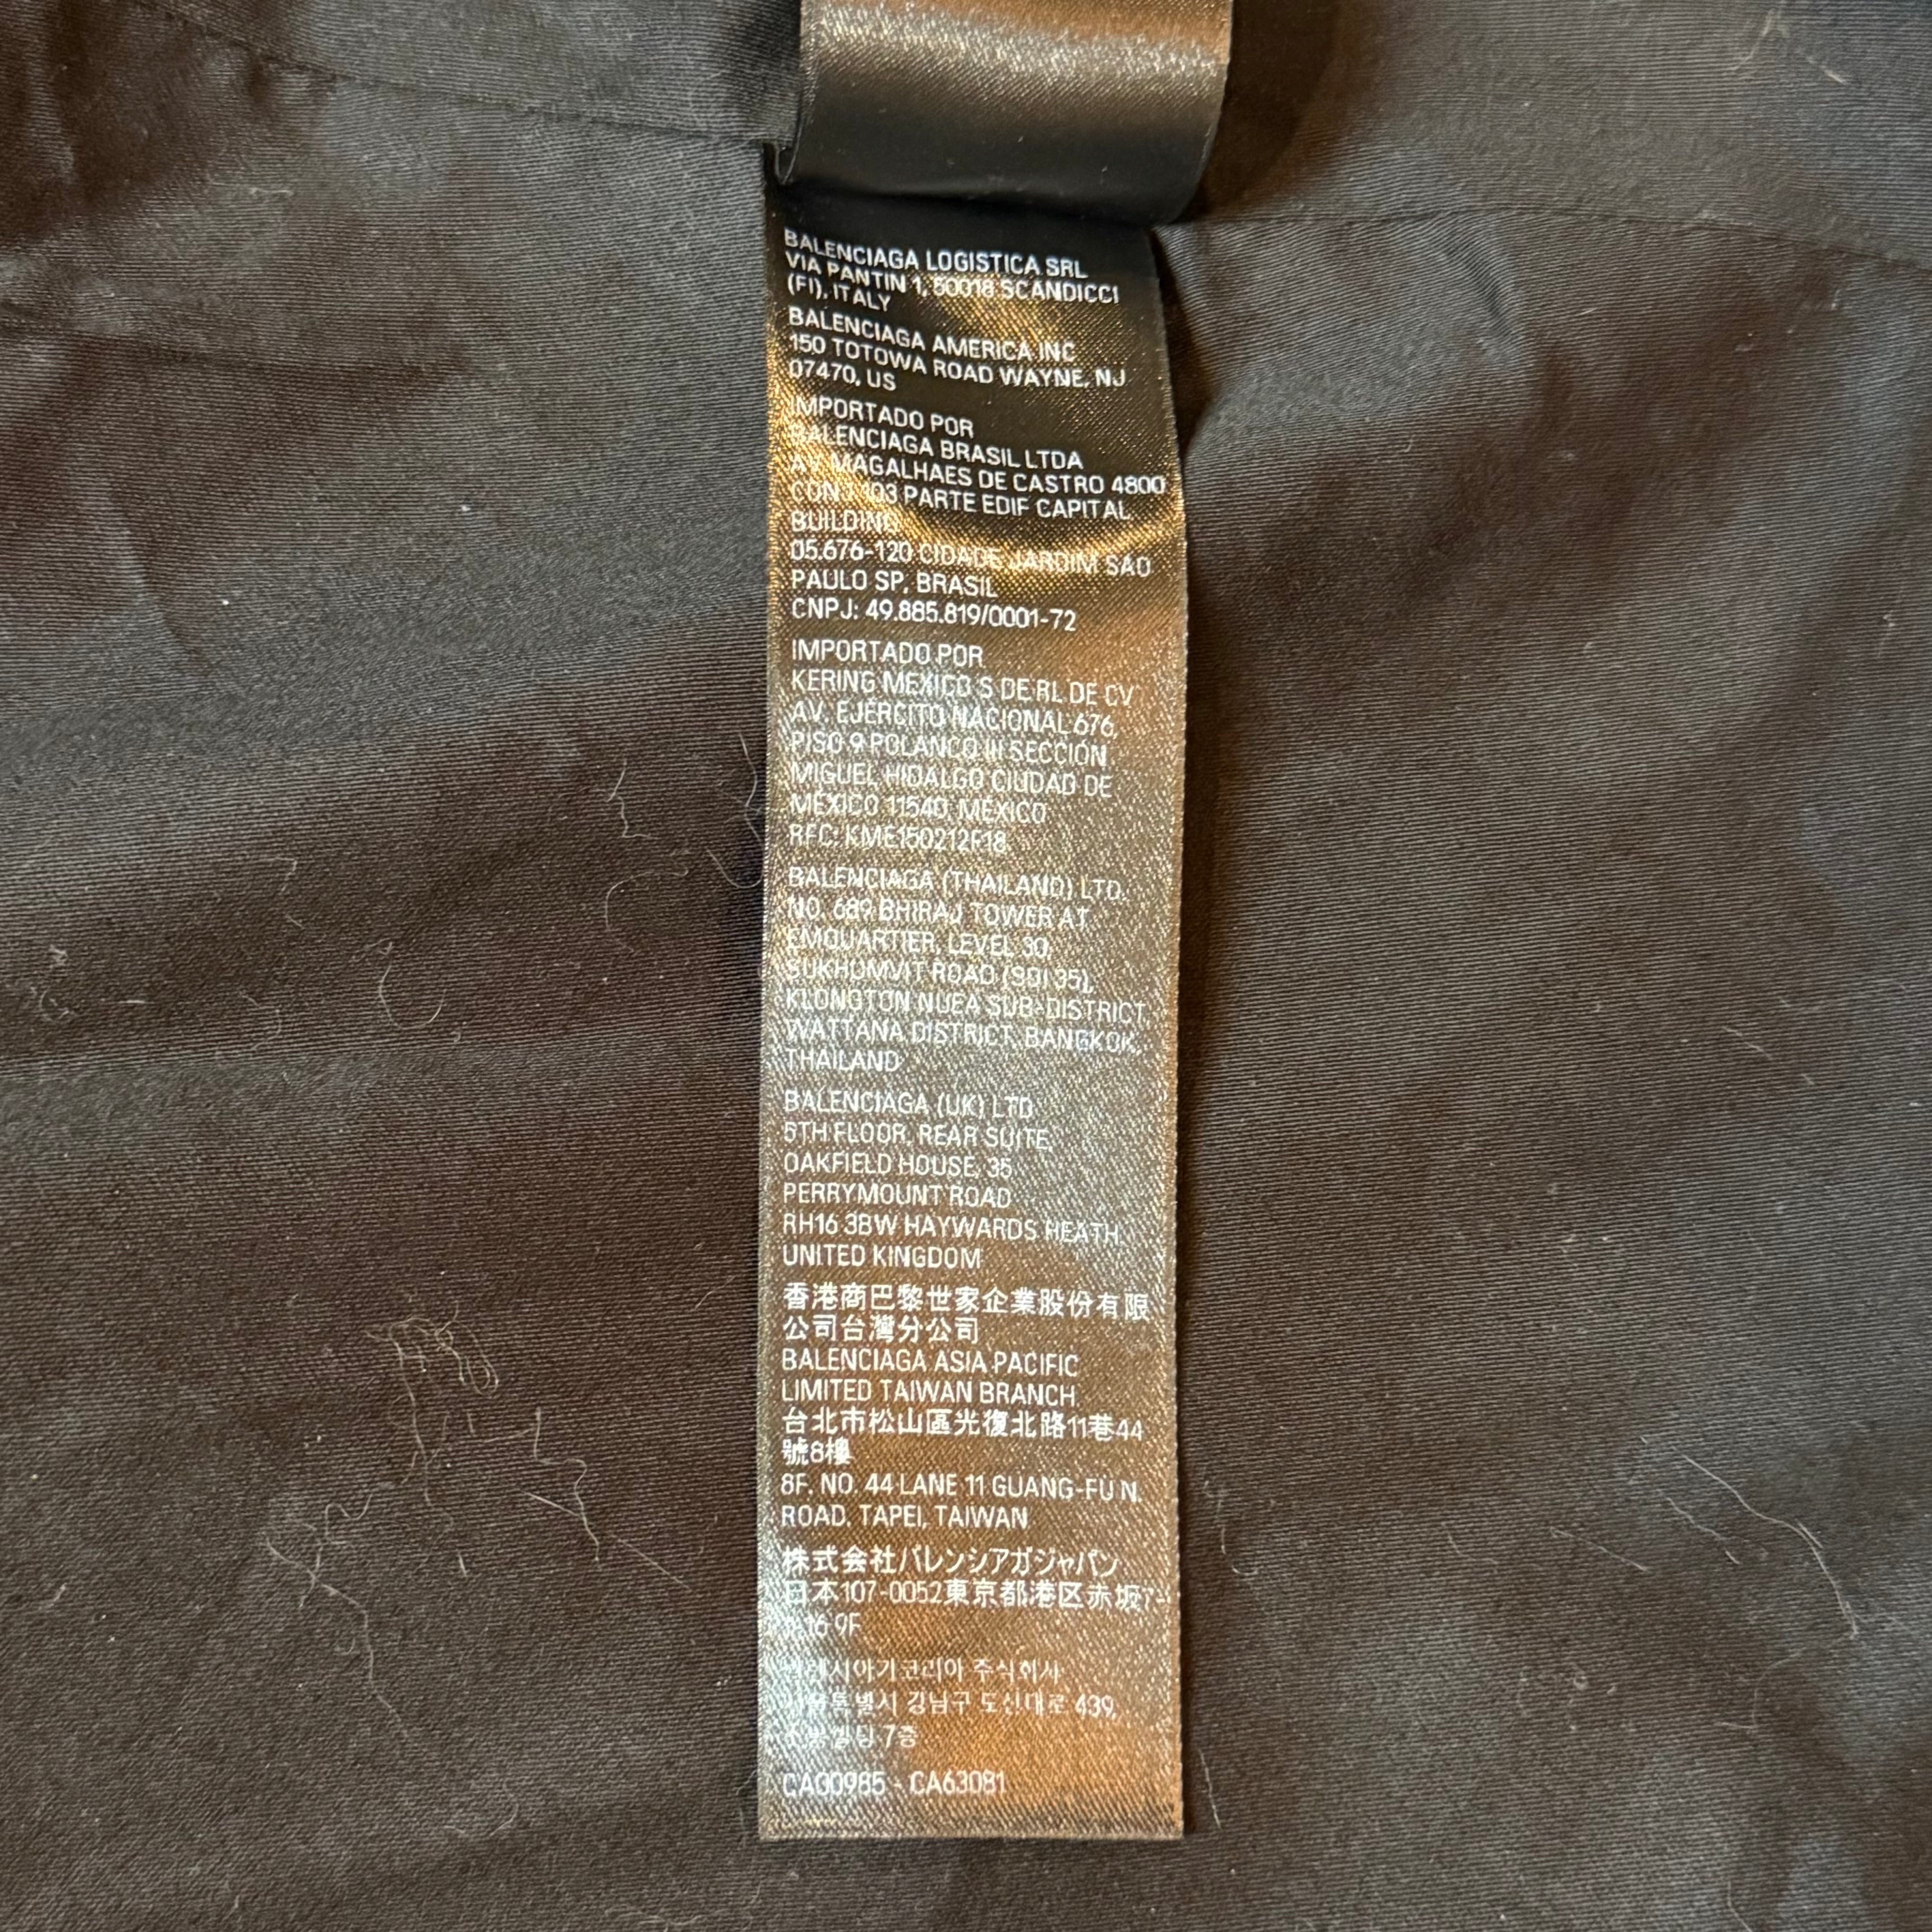 BALENCIAGA LOGISTICA SRL
VIA PANTIN 1, 50018 SCANDICCI
(FI), ITALY
BALENCIAGA AMERICA INC
150 TOTOWA ROAD WAYNE, NJ
07470, US
IMPORTADO POR
BALENCIAGA BRASIL LTDA
AV MAGALHAES DE CASTRO 4800
CONJ 103 PARTE EDIF CAPITAL
BUILDING
05.676-120 CIDADE JARDIM SAO
PAULO SP, BRASIL
CNPJ: 49.885.819/0001-72
IMPORTADO POR
KERING MEXICO S DE RL DE CV
AV. EJÉRCITO NACIONAL 676,
PISO 9 POLANCO III SECCIÓN
MIGUEL HIDALGO CIUDAD DE
MÉXICO 11540, MÉXICO
RFC: KME150212F18
BALENCIAGA (THAILAND) LTD.
NO. 689 BHIRAJ TOWER AT
EMQUARTIER, LEVEL 30,
SUKHUMVIT ROAD (SOI 35),
KLONGTON NUEA SUB-DISTRICT,
WATTANA DISTRICT, BANGKOK,
THAILAND
BALENCIAGA (UK) LTD
5TH FLOOR, REAR SUITE,
OAKFIELD HOUSE, 35
PERRYMOUNT ROAD
RH16 3BW HAYWARDS HEATH
UNITED KINGDOM
香港商巴黎世家企業股份有限
公司台灣分公司
BALENCIAGA ASIA PACIFIC
LIMITED TAIWAN BRANCH
台北市松山區光復北路11巷44
號8樓
8F, NO. 44 LANE 11 GUANG-FU N.
ROAD, TAPEI, TAIWAN
株式会社バレンシアガジャパン
日本107-0052東京都港区赤坂
16 9F
주식회사
강남구 439,
7층
CA00985 - CA63081